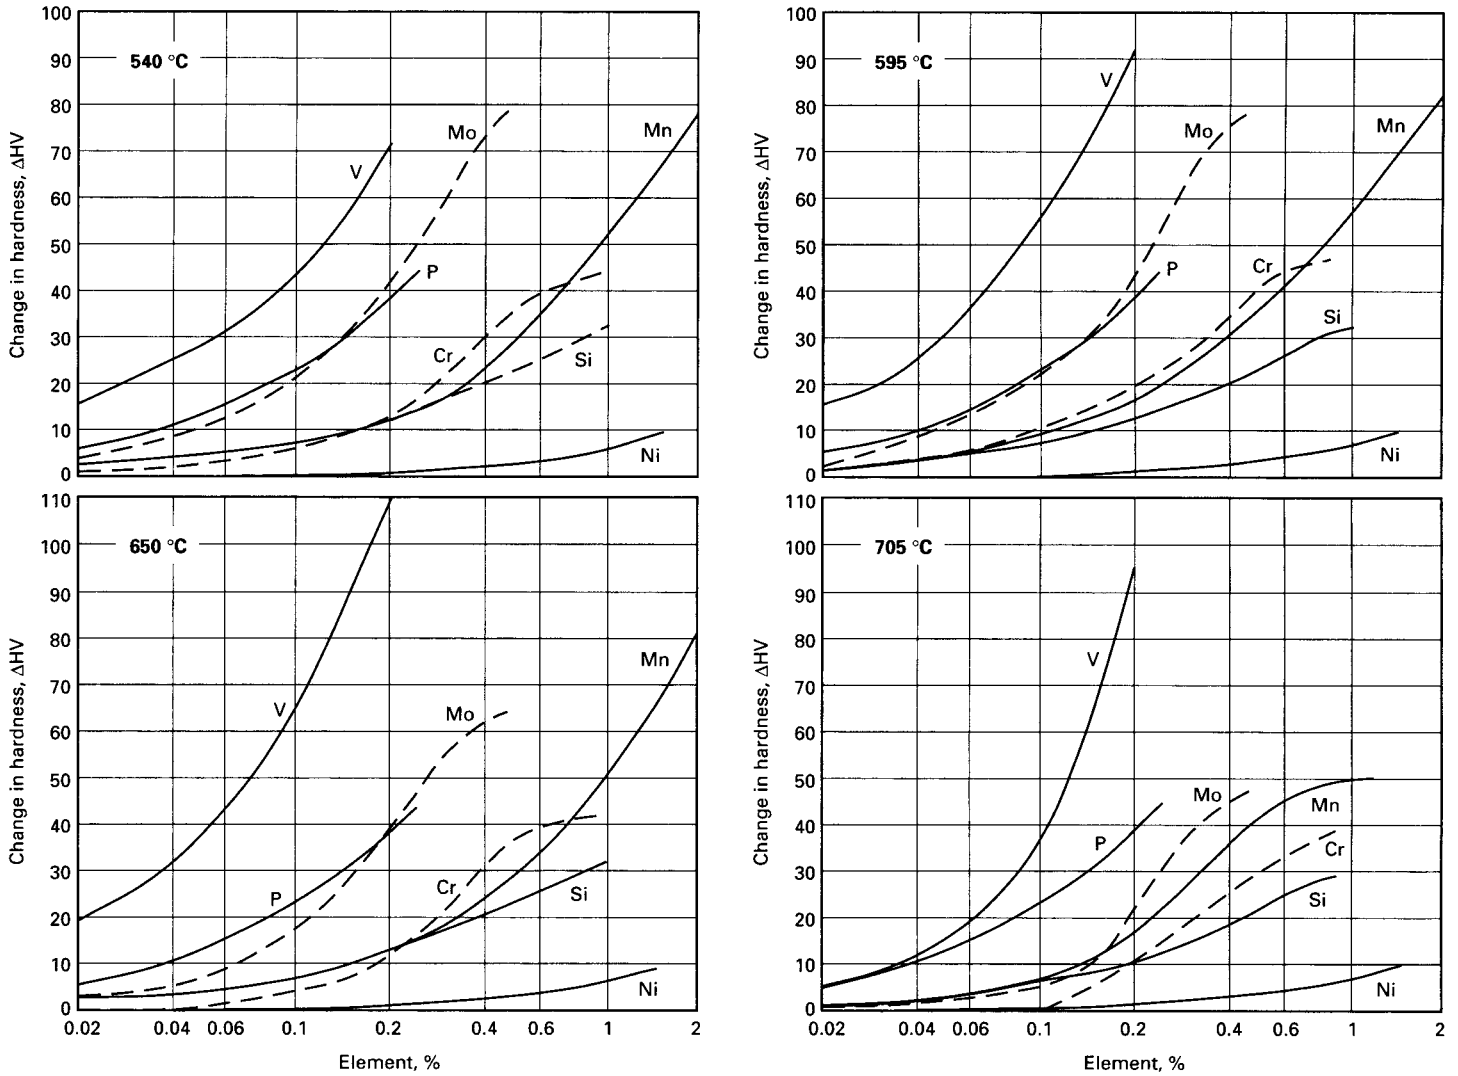 540 °C
Change in hardness, ΔHV
100
90
80
70
60
50
40
30
20
10
0
V
Mo
Mn
P
Cr
Si
Ni
595 °C
Change in hardness, ΔHV
100
90
80
70
60
50
40
30
20
10
0
V
Mo
Mn
P
Cr
Si
Ni
650 °C
Change in hardness, ΔHV
110
100
90
80
70
60
50
40
30
20
10
0
V
Mn
Mo
P
Cr
Si
Ni
0.02 0.04 0.06 0.1 0.2 0.4 0.6 1 2
Element, %
705 °C
Change in hardness, ΔHV
110
100
90
80
70
60
50
40
30
20
10
0
V
Mo
Mn
P
Cr
Si
Ni
0.02 0.04 0.06 0.1 0.2 0.4 0.6 1 2
Element, %